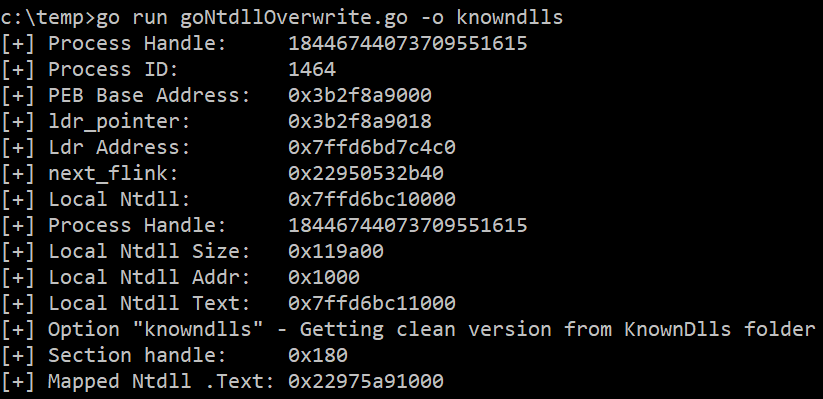 c:\temp>go run goNtdllOverwrite.go -o knowndlls
[+] Process Handle:     18446744073709551615
[+] Process ID:         1464
[+] PEB Base Address:   0x3b2f8a9000
[+] ldr_pointer:        0x3b2f8a9018
[+] Ldr Address:        0x7ffd6bd7c4c0
[+] next_flink:         0x22950532b40
[+] Local Ntdll:        0x7ffd6bc10000
[+] Process Handle:     18446744073709551615
[+] Local Ntdll Size:   0x119a00
[+] Local Ntdll Addr:   0x1000
[+] Local Ntdll Text:   0x7ffd6bc11000
[+] Option "knowndlls" - Getting clean version from KnownDlls folder
[+] Section handle:     0x180
[+] Mapped Ntdll .Text: 0x22975a91000